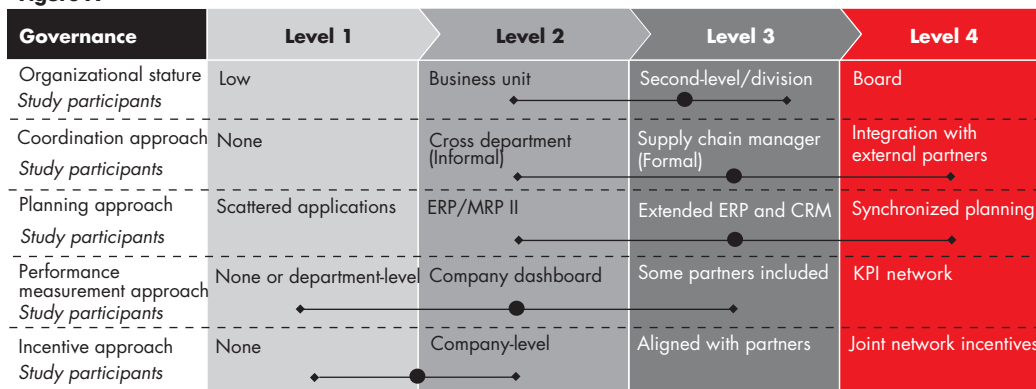 Governance Level 1 Level 2 Level 3 Level 4
Organizational stature Low Business unit Second-level/division Board
Study participants
Coordination approach None Cross department Supply chain manager Integration with
(Informal) (Formal) external partners
Study participants
Planning approach Scattered applications ERP/MRP II Extended ERP and CRM Synchronized planning
Study participants
Performance None or department-level Company dashboard Some partners included KPI network
measurement approach
Study participants
Incentive approach None Company-level Aligned with partners Joint network incentives
Study participants